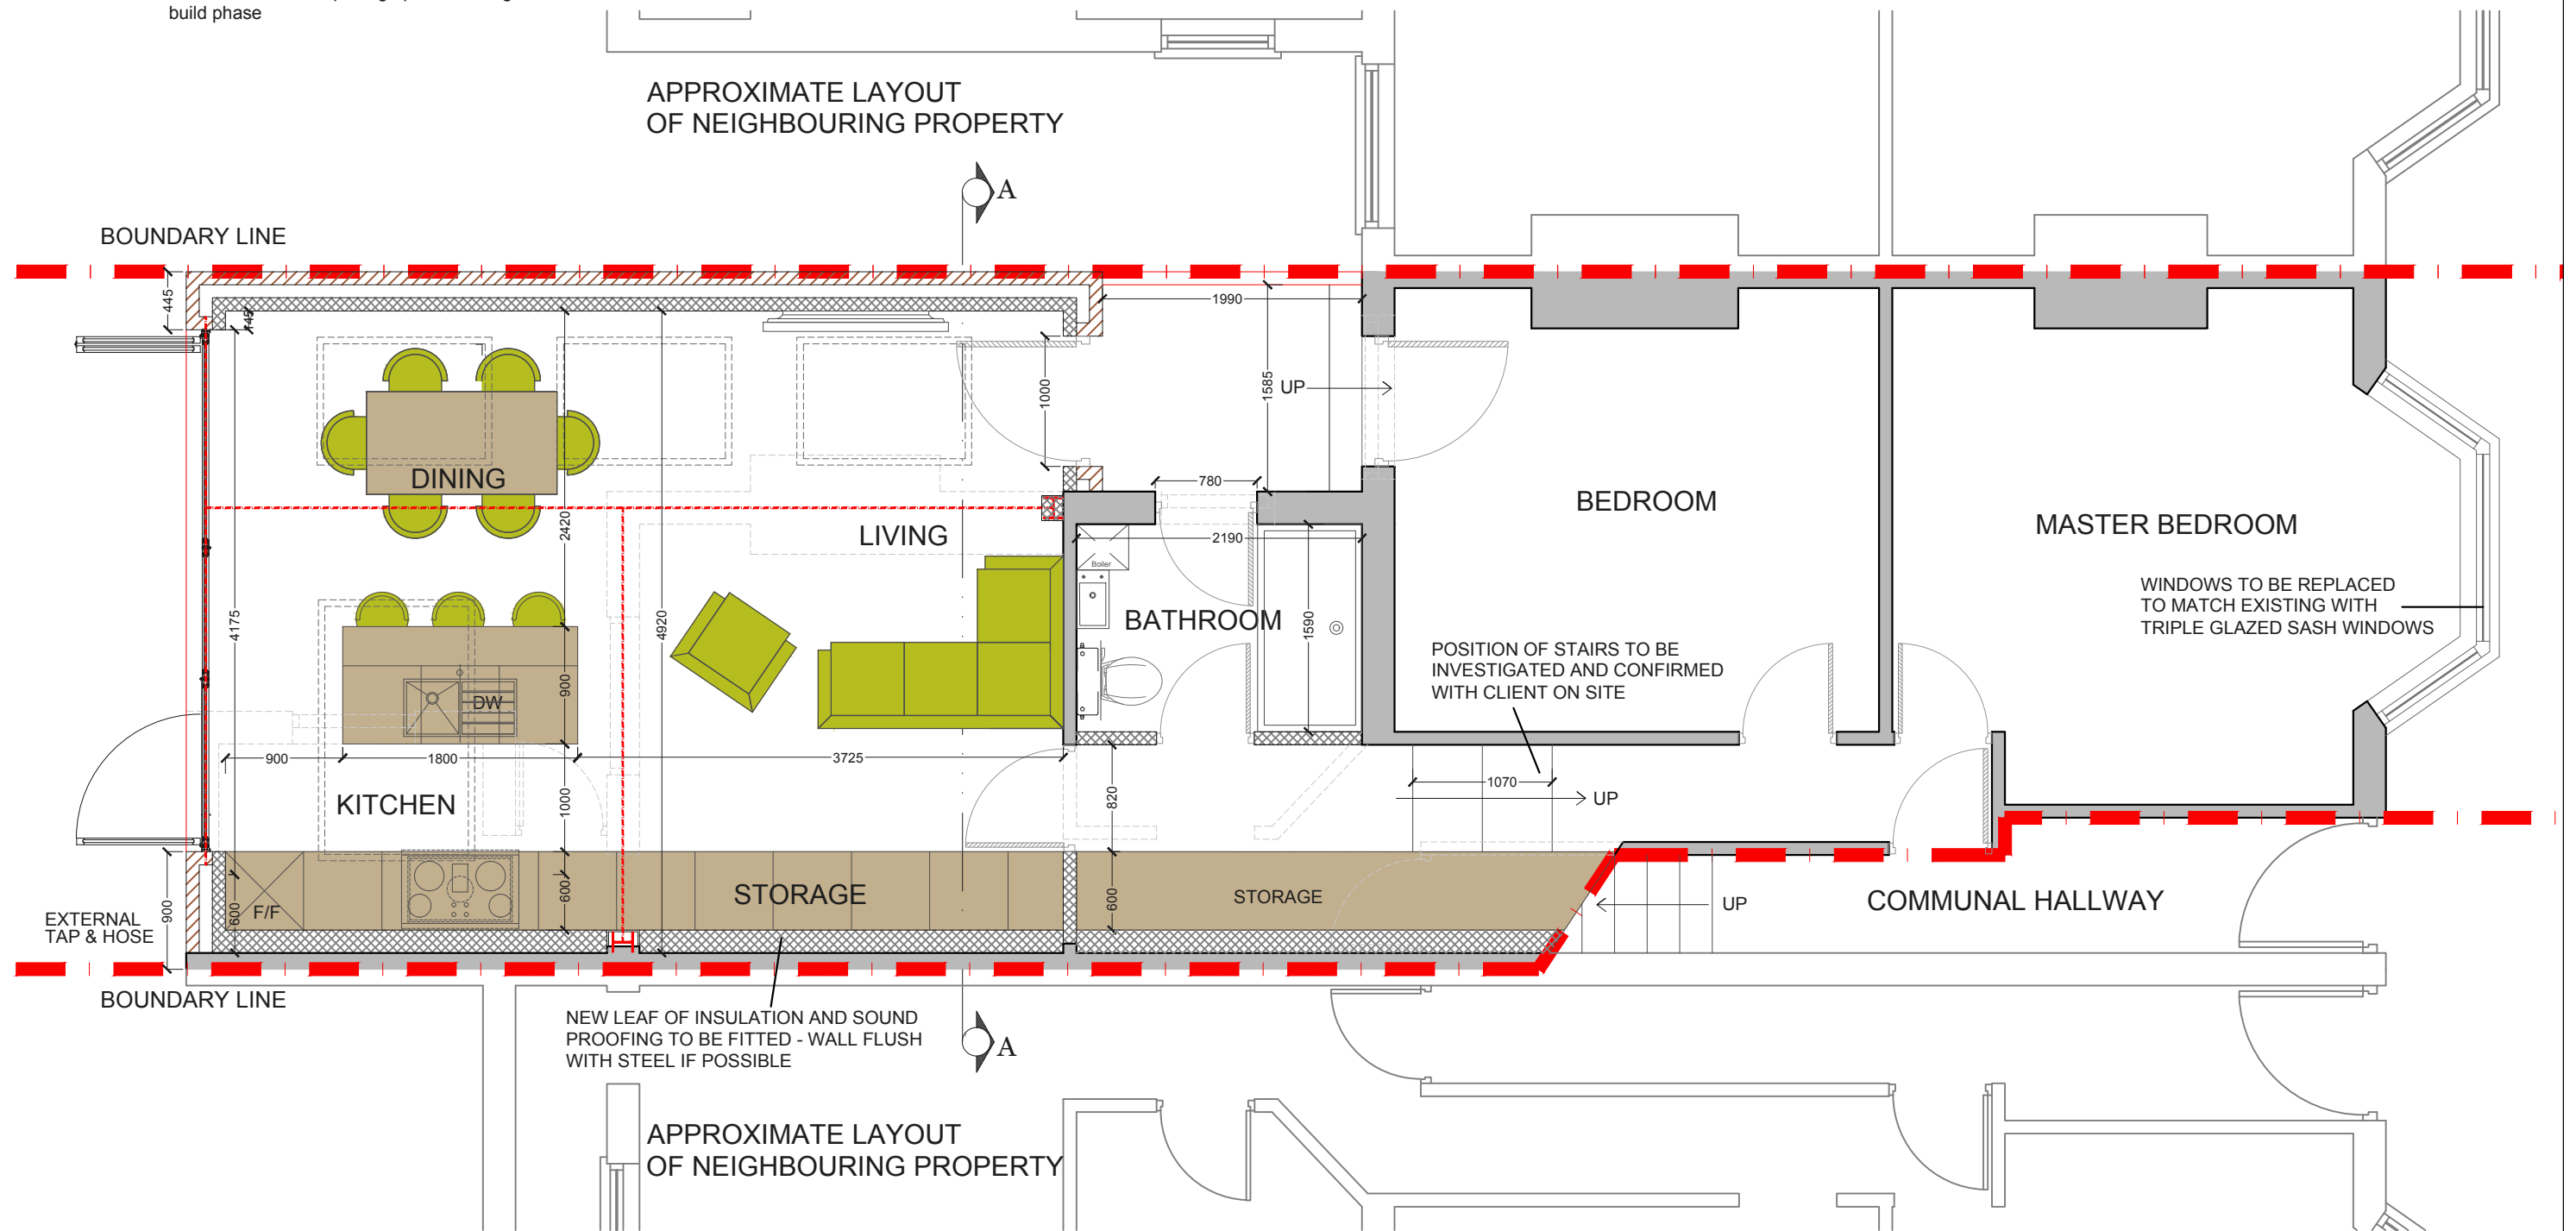 build phase
APPROXIMATE LAYOUT
OF NEIGHBOURING PROPERTY
A
BOUNDARY LINE
445
145
1990
1000
1585
UP
DINING
2420
LIVING
780
2190
Boiler
BATHROOM
1590
BEDROOM
MASTER BEDROOM
WINDOWS TO BE REPLACED
TO MATCH EXISTING WITH
TRIPLE GLAZED SASH WINDOWS
4175
4920
900
DW
POSITION OF STAIRS TO BE
INVESTIGATED AND CONFIRMED
WITH CLIENT ON SITE
900
1800
3725
1070
KITCHEN
1000
820
UP
EXTERNAL
TAP & HOSE
900
600
F/F
600
STORAGE
600
STORAGE
UP
COMMUNAL HALLWAY
BOUNDARY LINE
NEW LEAF OF INSULATION AND SOUND
PROOFING TO BE FITTED - WALL FLUSH
WITH STEEL IF POSSIBLE
A
APPROXIMATE LAYOUT
OF NEIGHBOURING PROPERTY